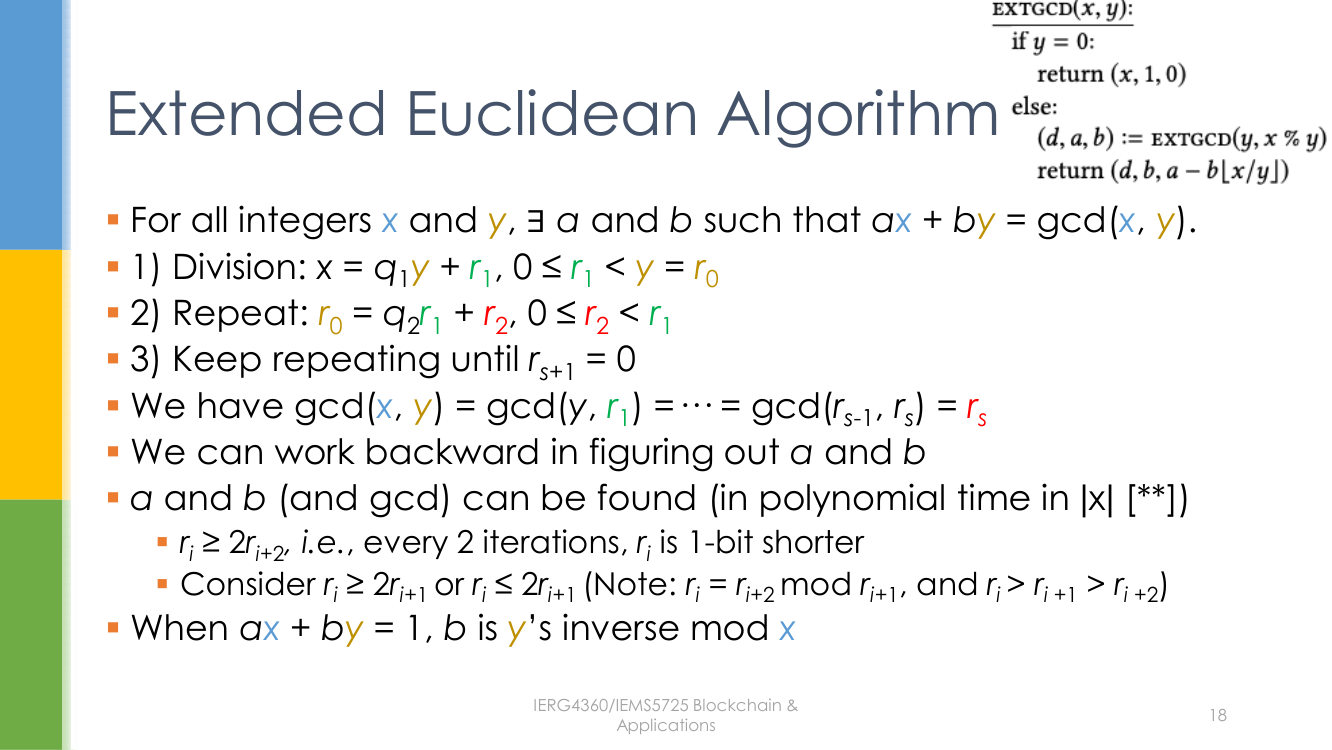 EXTGCD(x, y):
if y = 0:
return (x, 1, 0)
else:
(d, a, b) := EXTGCD(y, x % y)
return (d, b, a − b⌊x/y⌋)
Extended Euclidean Algorithm
▪ For all integers x and y, ∃ a and b such that ax + by = gcd(x, y).
▪ 1) Division: x = q₁y + r₁, 0 ≤ r₁ < y = r₀
▪ 2) Repeat: r₀ = q₂r₁ + r₂, 0 ≤ r₂ < r₁
▪ 3) Keep repeating until rₛ₊₁ = 0
▪ We have gcd(x, y) = gcd(y, r₁) = ⋯ = gcd(rₛ₋₁, rₛ) = rₛ
▪ We can work backward in figuring out a and b
▪ a and b (and gcd) can be found (in polynomial time in |x| [**])
▪ rᵢ ≥ 2rᵢ₊₂, i.e., every 2 iterations, rᵢ is 1-bit shorter
▪ Consider rᵢ ≥ 2rᵢ₊₁ or rᵢ ≤ 2rᵢ₊₁ (Note: rᵢ = rᵢ₊₂ mod rᵢ₊₁, and rᵢ > rᵢ ₊₁ > rᵢ ₊₂)
▪ When ax + by = 1, b is y’s inverse mod x
IERG4360/IEMS5725 Blockchain &
Applications
18